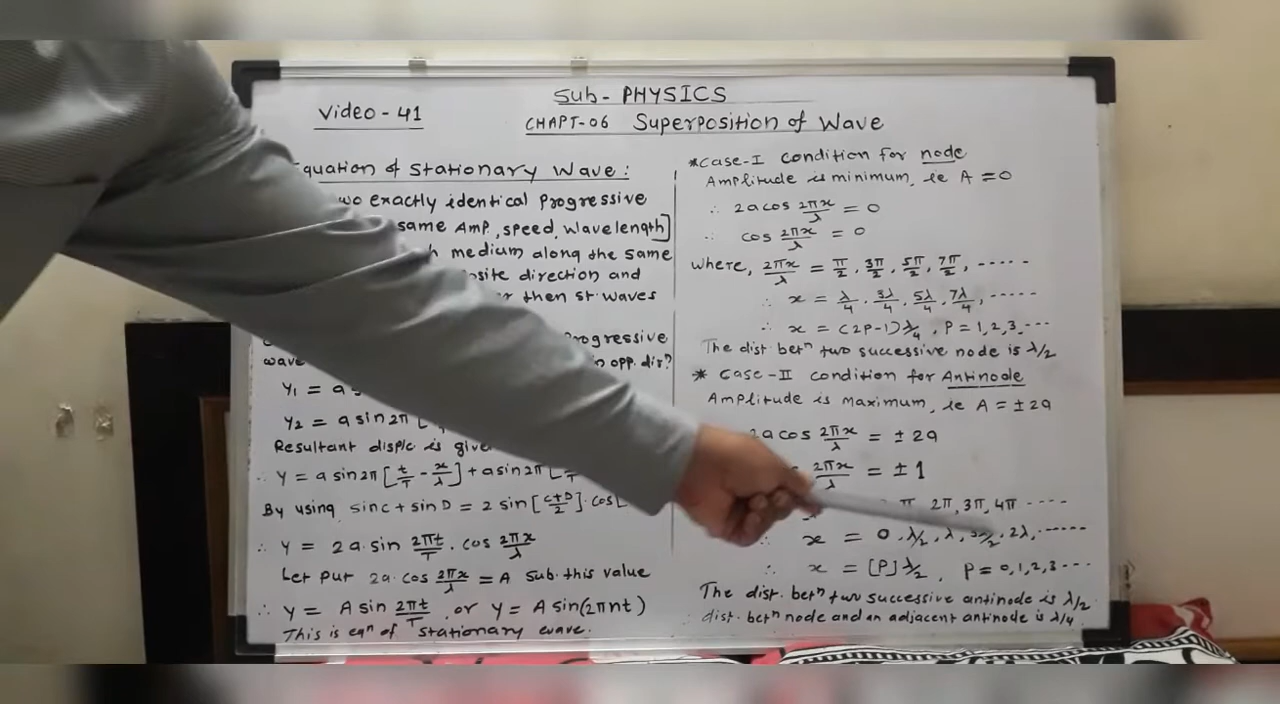 Sub- PHYSICS
Video - 41
CHAPT-06 Superposition of Wave
quation of Stationary Wave :
wo exactly identical Progressive
same Amp, speed, wavelength]
medium along the same
site direction and
then st. waves
rogressive
wave in opp. dir?
Y₁ = a s
Y₂ = a sin 2π [
Resultant displc is give
∴ Y = a sin 2π [t/T - x/λ] + a sin 2π [t/T
By using sin C + sin D = 2 sin [C+D/2] . cos [
∴ Y = 2a. sin 2πt/T . cos 2πx/λ
Let put 2a. cos 2πx/λ = A sub. this value
∴ Y = A sin 2πt/T or Y = A sin(2πnt)
This is eqⁿ of stationary wave.
*Case-I condition for node
Amplitude is minimum, ie A = 0
∴ 2a cos 2πx/λ = 0
∴ cos 2πx/λ = 0
where, 2πx/λ = π/2, 3π/2, 5π/2, 7π/2, -----
∴ x = λ/4, 3λ/4, 5λ/4, 7λ/4, -----
∴ x = (2P-1)λ/4, P = 1,2,3,---
The dist. betⁿ two successive node is λ/2
* Case-II condition for Antinode
Amplitude is maximum, ie A = ±2a
2a cos 2πx/λ = ±2a
2πx/λ = ±1
π, 2π, 3π, 4π ----
∴ x = 0, λ/2, λ, 3λ/2, 2λ, -----
∴ x = [P]λ/2, P = 0,1,2,3---
The dist. betⁿ two successive antinode is λ/2.
dist. betⁿ node and an adjacent antinode is λ/4.